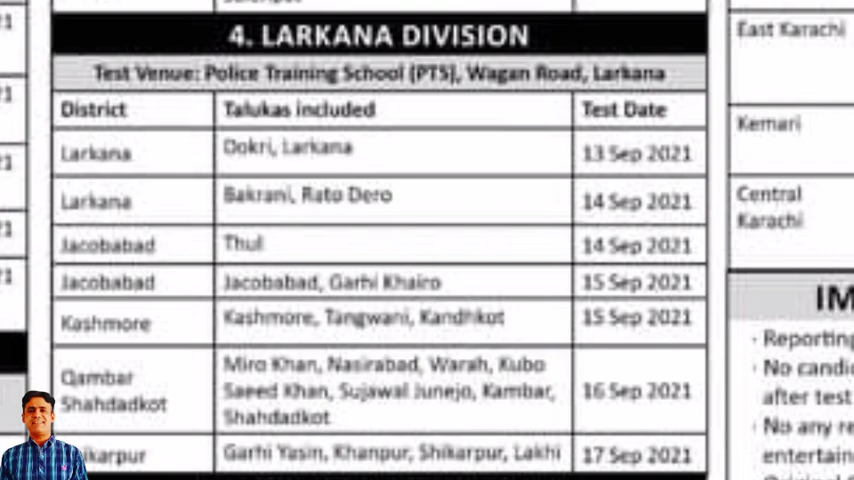 4. LARKANA DIVISION
Test Venue: Police Training School (PTS), Wagan Road, Larkana
District Talukas included Test Date
Larkana Dokri, Larkana 13 Sep 2021
Larkana Bakrani, Rato Dero 14 Sep 2021
Jacobabad Thul 14 Sep 2021
Jacobabad Jacobabad, Garhi Khairo 15 Sep 2021
Kashmore Kashmore, Tangwani, Kandhkot 15 Sep 2021
Qambar Shahdadkot Miro Khan, Nasirabad, Warah, Kubo
Saeed Khan, Sujawal Junejo, Kambar,
Shahdadkot 16 Sep 2021
Garhi Yasin, Khanpur, Shikarpur, Lakhi 17 Sep 2021
East Karachi
Kemari
Central
Karachi
· Reporting
· No
after test
· No any